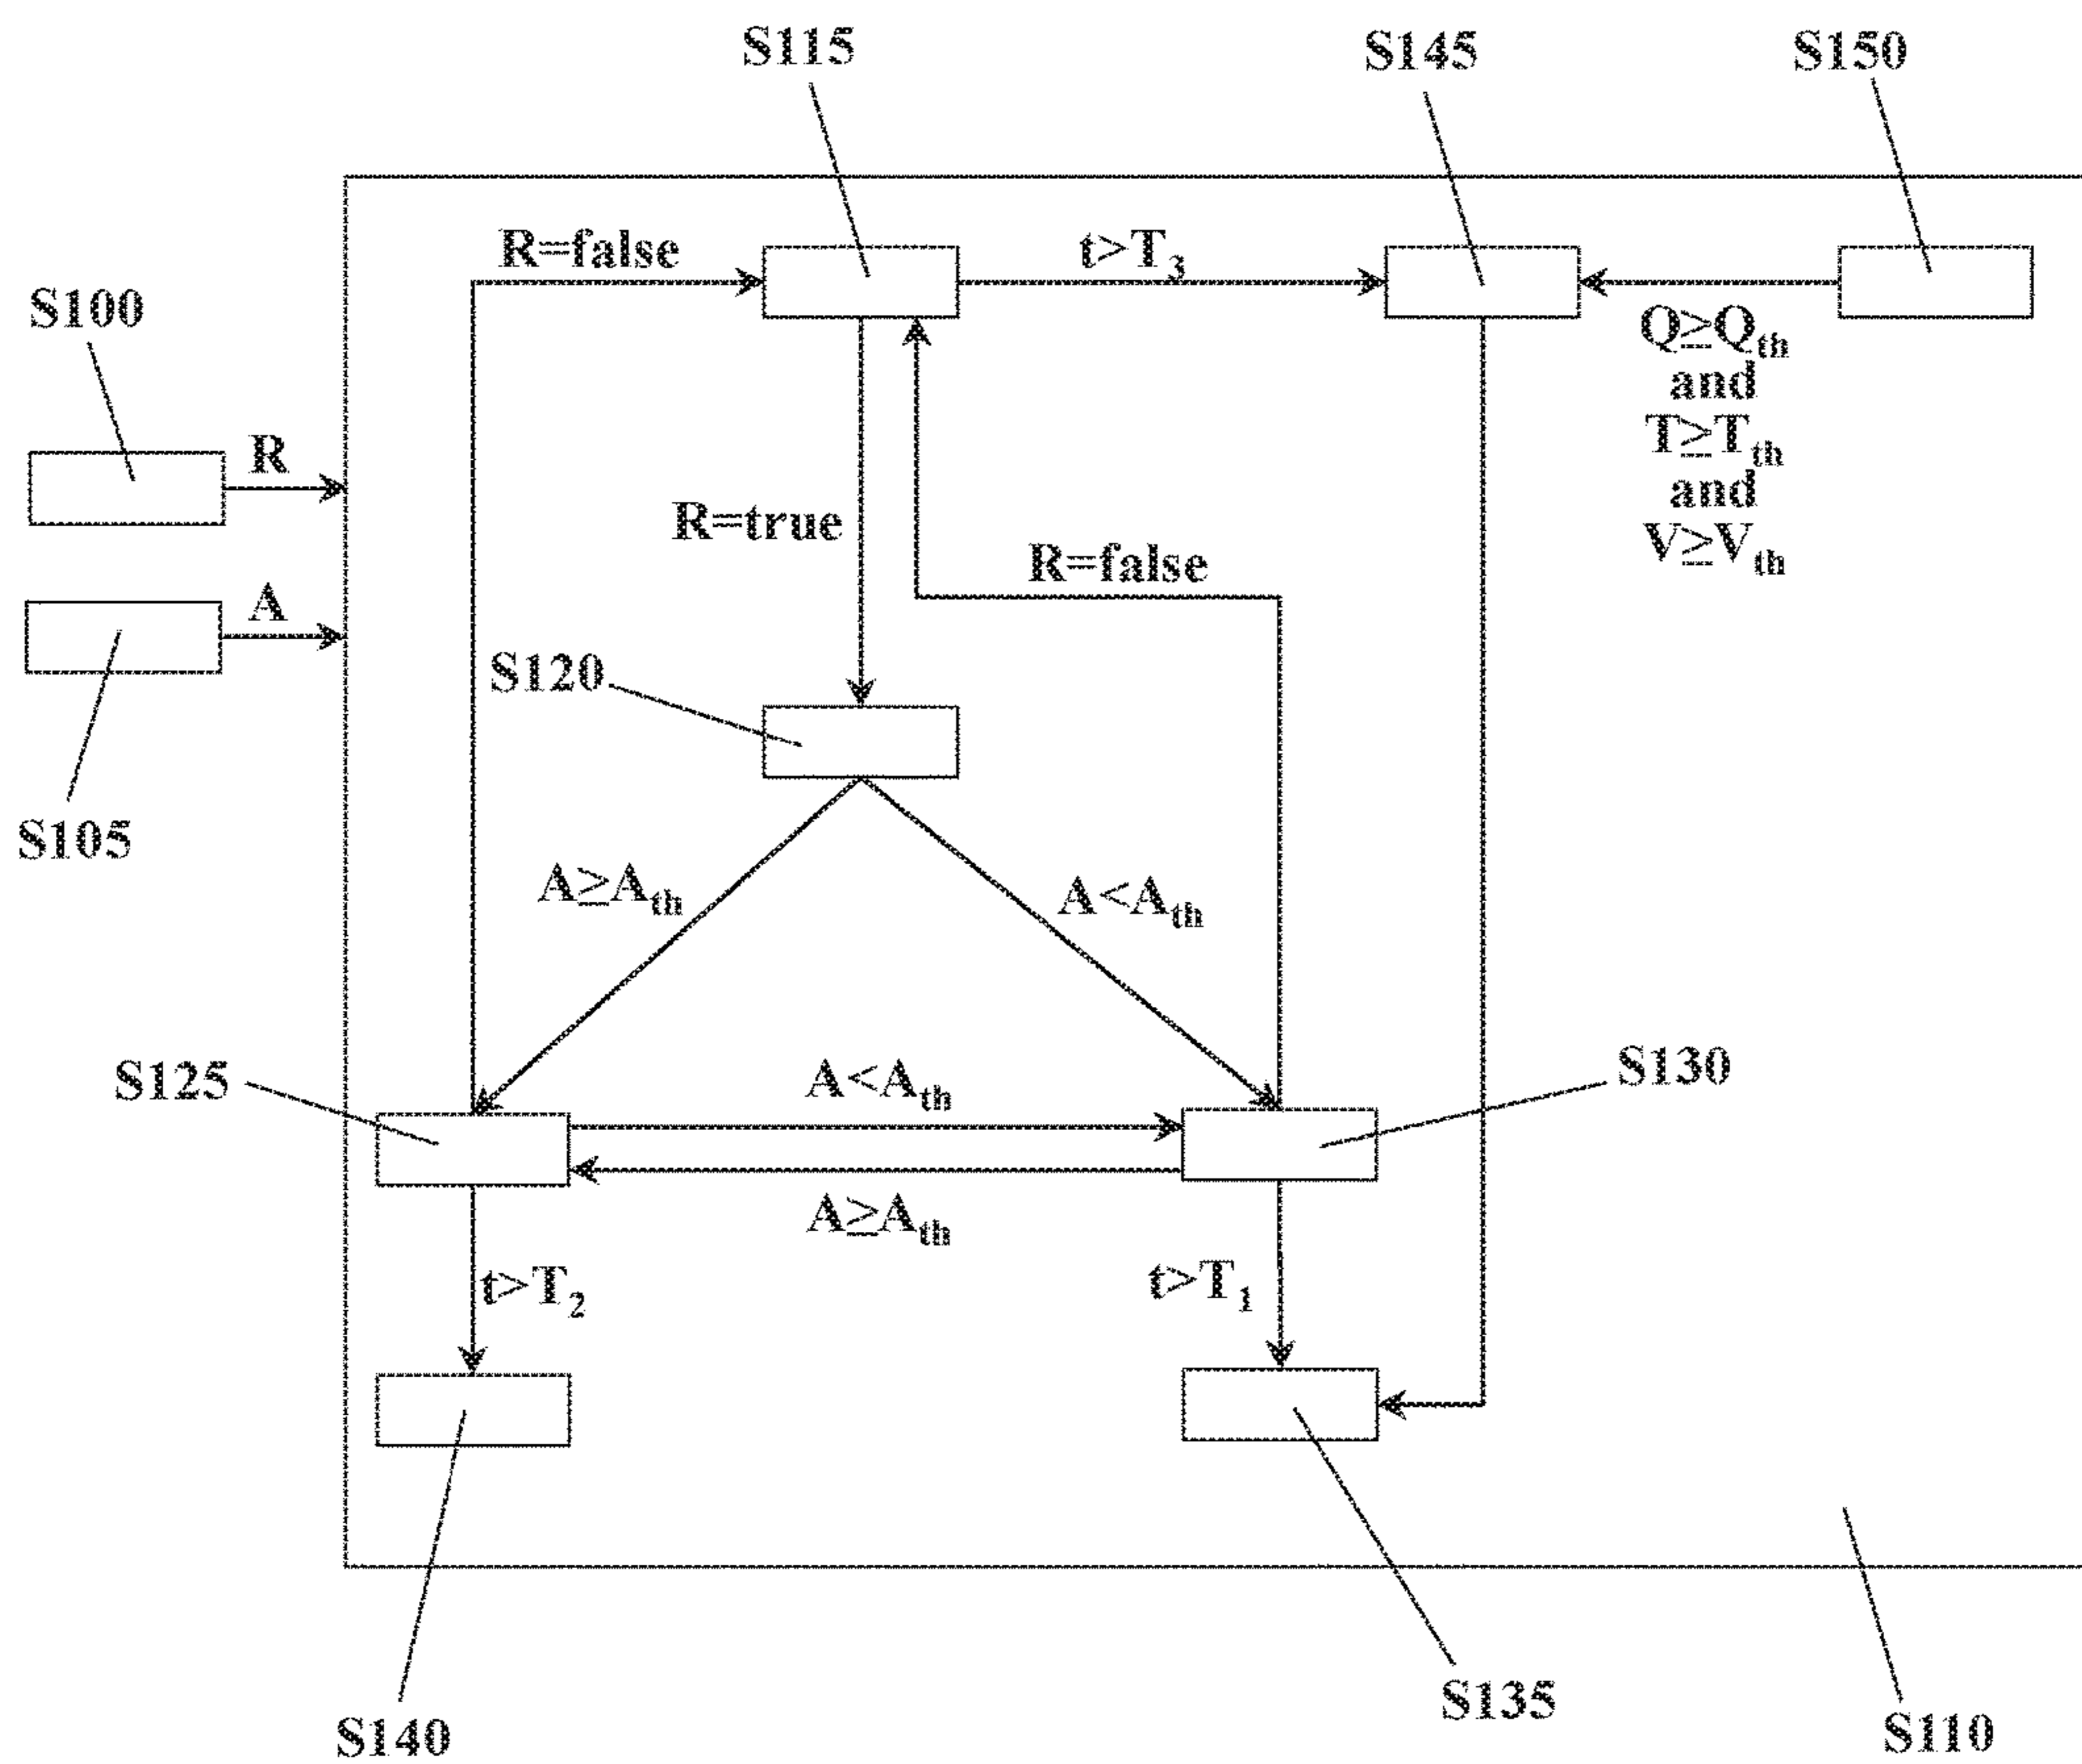 S115
S145
S150
R=false
t>T3
S100
Q≥Qth
and
T≥Tth
and
V≥Vth
R
R=true
R=false
A
S120
S105
A≥Ath
A<Ath
S125
A<Ath
S130
A≥Ath
t>T2
t>T1
S135
S140
S110